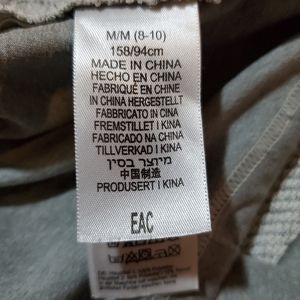 M/M (8-10)
158/94cm
MADE IN CHINA
HECHO EN CHINA
FABRIQUÉ EN CHINE
IN CHINA HERGESTELLT
FABBRICATO IN CINA
FREMSTILLET I KINA
FABRICADO NA CHINA
TILLVERKAD I KINA
מיוצר בסין
中国制造
PRODUSERT I KINA
EAC